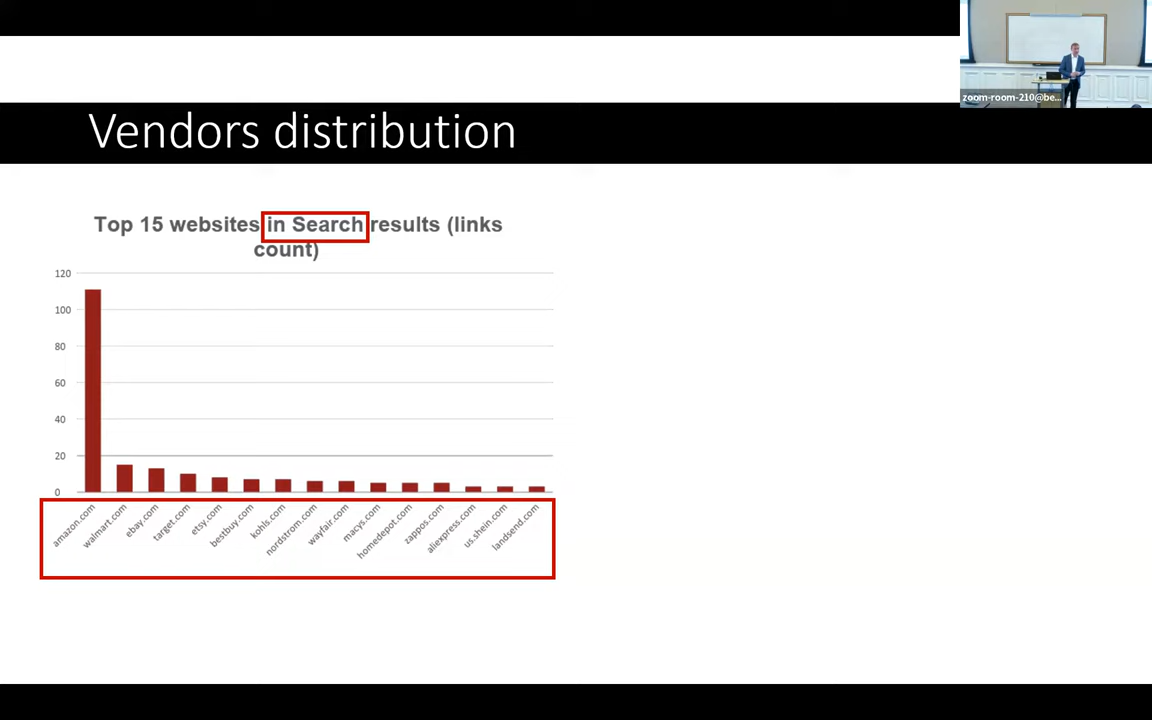 zoom-room-210@be...
Vendors distribution
Top 15 websites in Search results (links
count)
120
100
80
60
40
20
0
amazon.com
walmart.com
ebay.com
target.com
etsy.com
bestbuy.com
kohls.com
nordstrom.com
wayfair.com
macys.com
homedepot.com
zappos.com
aliexpress.com
us.shein.com
landsend.com